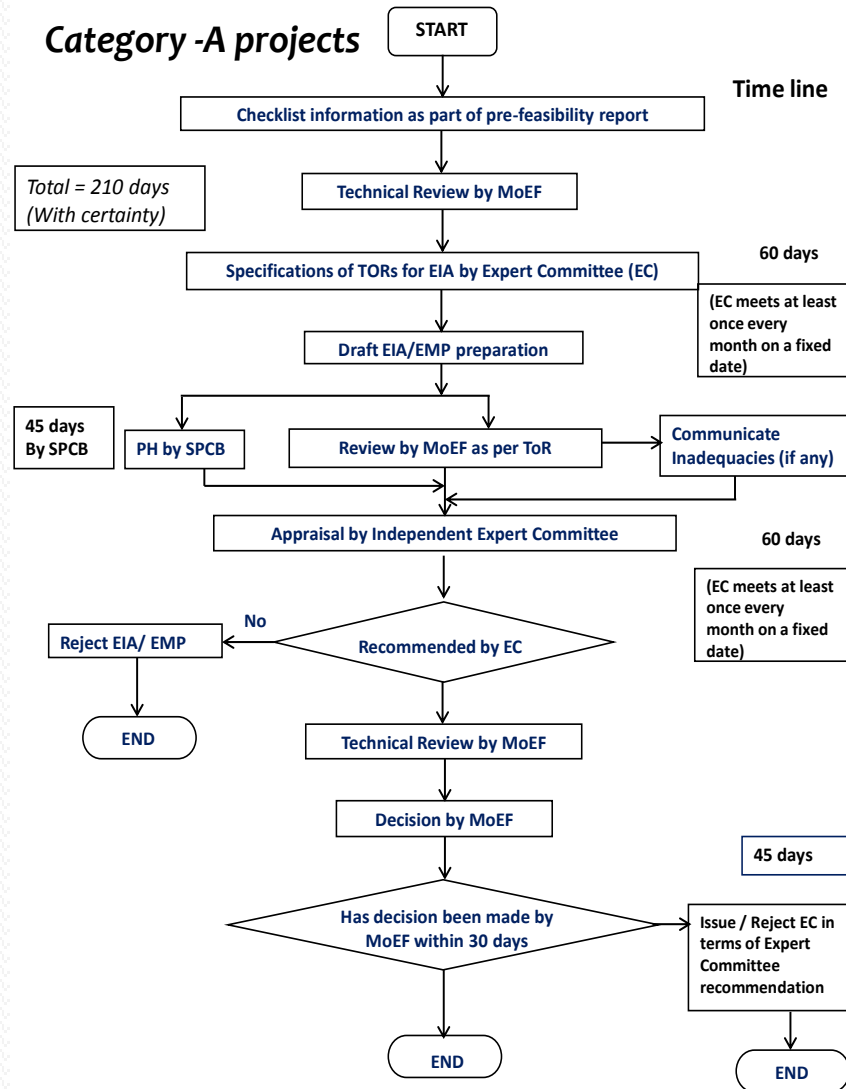 Category -A projects
START
Time line
Checklist information as part of pre-feasibility report
Total = 210 days
(With certainty)
Technical Review by MoEF
60 days
Specifications of TORs for EIA by Expert Committee (EC)
(EC meets at least
once every
month on a fixed
date)
Draft EIA/EMP preparation
45 days
By SPCB
PH by SPCB
Review by MoEF as per ToR
Communicate
Inadequacies (if any)
Appraisal by Independent Expert Committee
60 days
(EC meets at least
once every
month on a fixed
date)
No
Reject EIA/ EMP
Recommended by EC
END
Technical Review by MoEF
Decision by MoEF
45 days
Has decision been made by
MoEF within 30 days
Issue / Reject EC in
terms of Expert
Committee
recommendation
END
END